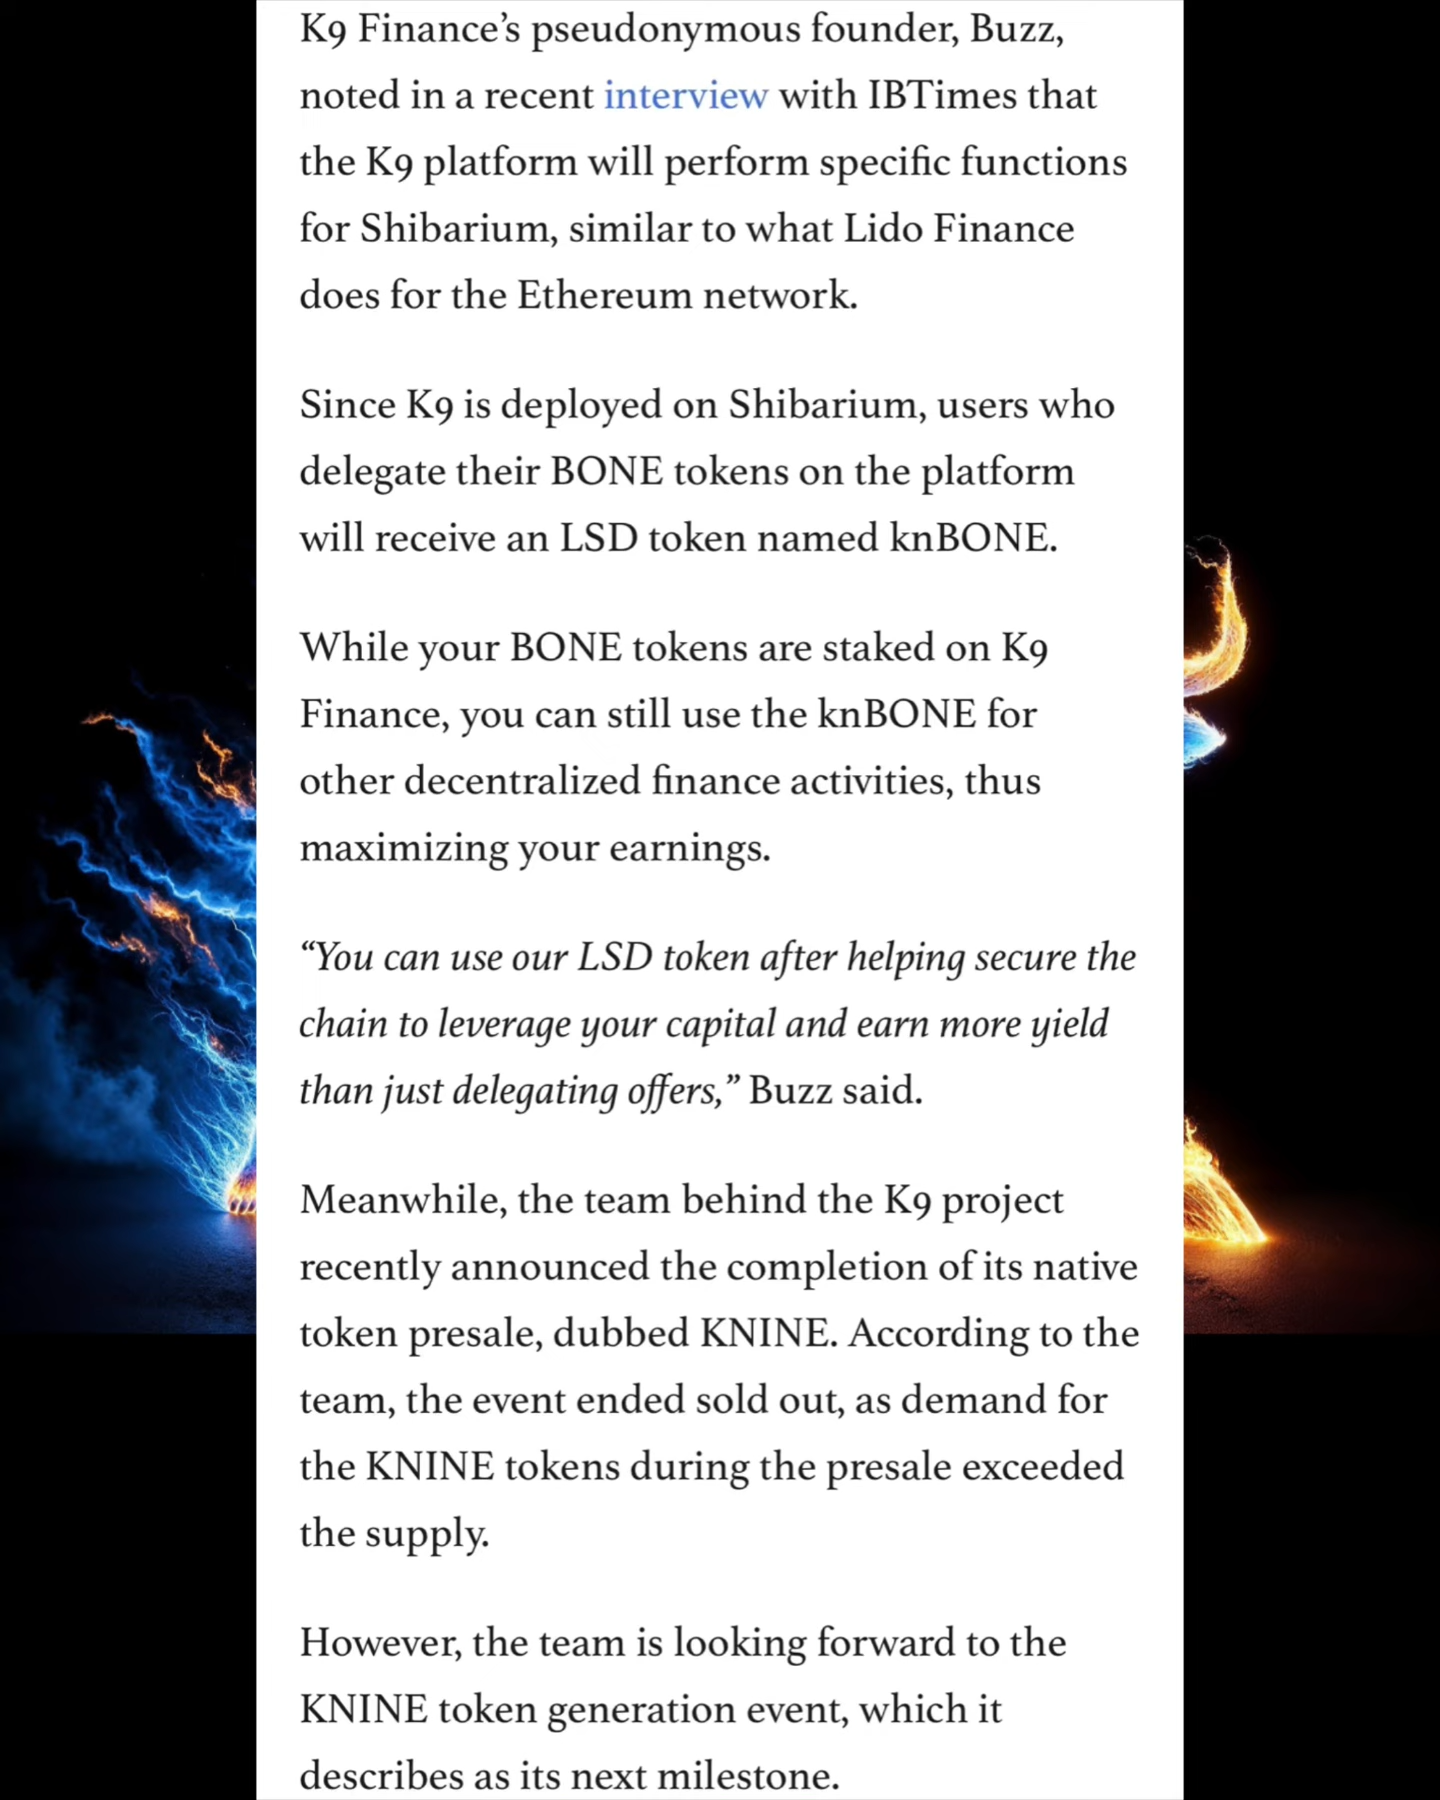 K9 Finance’s pseudonymous founder, Buzz,
noted in a recent interview with IBTimes that
the K9 platform will perform specific functions
for Shibarium, similar to what Lido Finance
does for the Ethereum network.
Since K9 is deployed on Shibarium, users who
delegate their BONE tokens on the platform
will receive an LSD token named knBONE.
While your BONE tokens are staked on K9
Finance, you can still use the knBONE for
other decentralized finance activities, thus
maximizing your earnings.
“You can use our LSD token after helping secure the
chain to leverage your capital and earn more yield
than just delegating offers,” Buzz said.
Meanwhile, the team behind the K9 project
recently announced the completion of its native
token presale, dubbed KNINE. According to the
team, the event ended sold out, as demand for
the KNINE tokens during the presale exceeded
the supply.
However, the team is looking forward to the
KNINE token generation event, which it
describes as its next milestone.